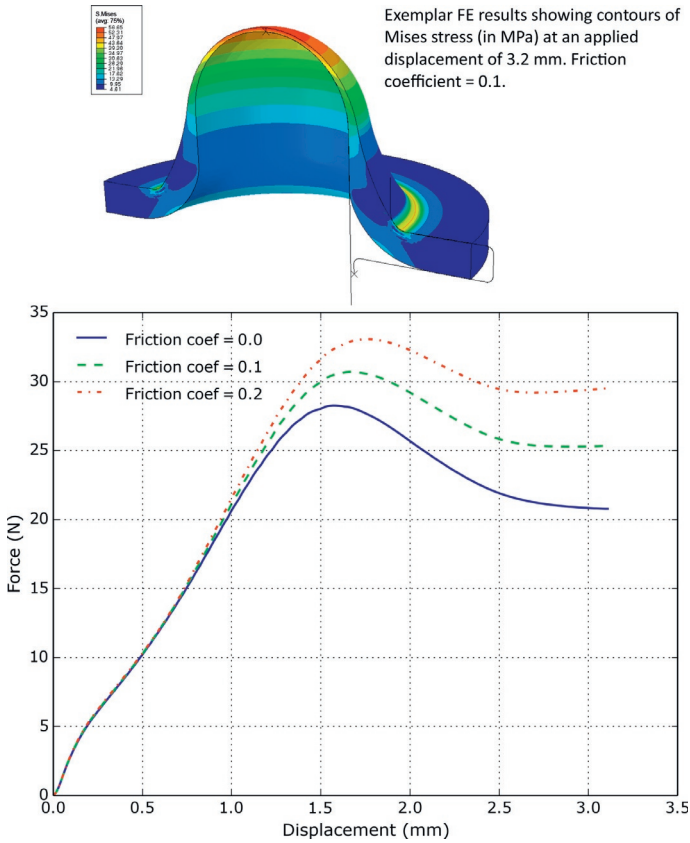 S. Mises
(avg: 75%)
Exemplar FE results showing contours of
Mises stress (in MPa) at an applied
displacement of 3.2 mm. Friction
coefficient = 0.1.
35
30
25
20
15
10
5
0
Force (N)
Friction coef = 0.0
Friction coef = 0.1
Friction coef = 0.2
0.0 0.5 1.0 1.5 2.0 2.5 3.0 3.5
Displacement (mm)